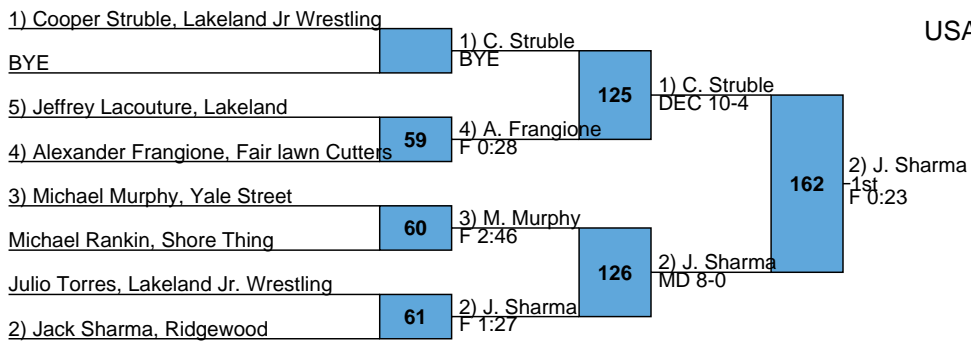 1) Cooper Struble, Lakeland Jr Wrestling
USA
BYE
1) C. Struble
BYE
5) Jeffrey Lacouture, Lakeland
59
4) Alexander Frangione, Fair lawn Cutters
4) A. Frangione
F 0:28
125
1) C. Struble
DEC 10-4
3) Michael Murphy, Yale Street
60
Michael Rankin, Shore Thing
3) M. Murphy
F 2:46
Julio Torres, Lakeland Jr. Wrestling
61
2) Jack Sharma, Ridgewood
2) J. Sharma
F 1:27
126
2) J. Sharma
MD 8-0
162
2) J. Sharma
1st
F 0:23